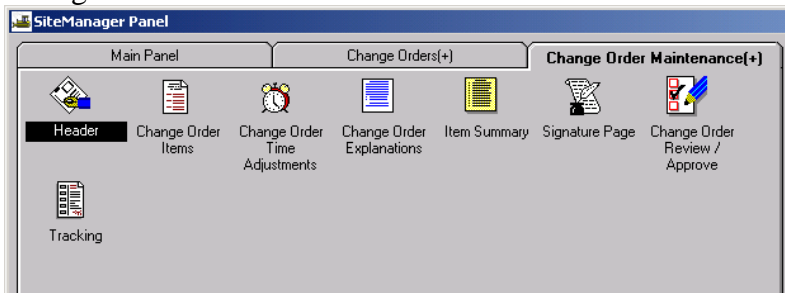 SiteManager Panel
Main Panel
Change Orders(+)
Change Order Maintenance(+)
Header
Change Order
Items
Change Order
Time
Adjustments
Change Order
Explanations
Item Summary
Signature Page
Change Order
Review /
Approve
Tracking